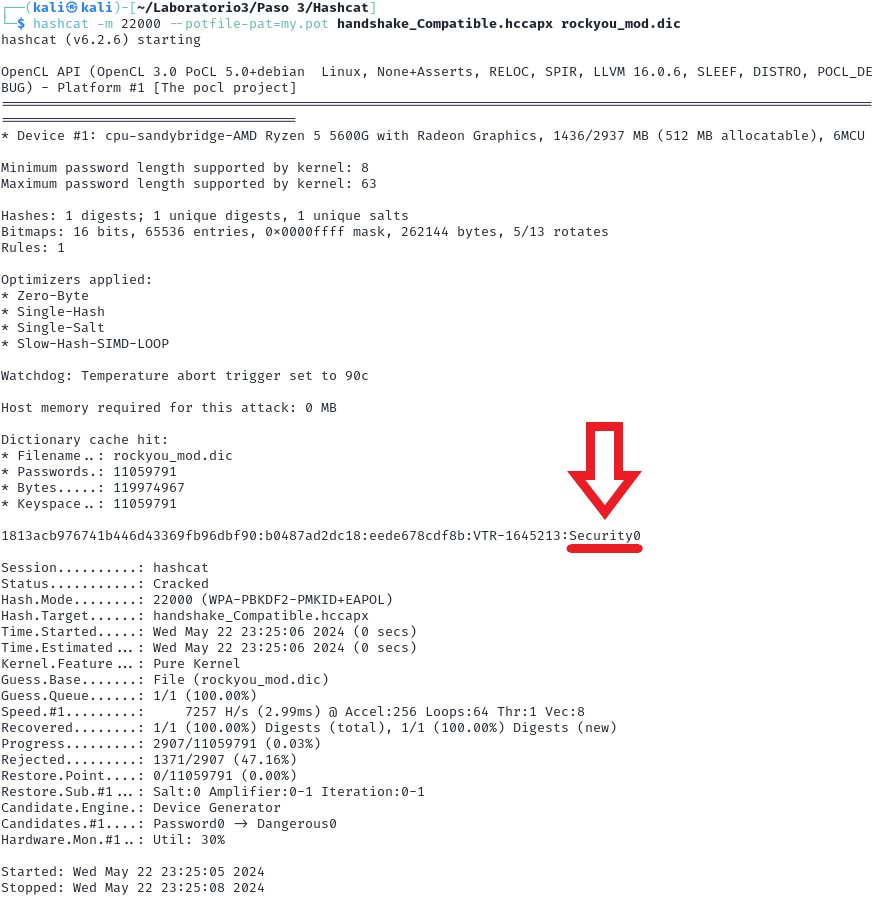 ┌──(kali㉿kali)-[~/Laboratorio3/Paso 3/Hashcat]
└─$ hashcat -m 22000 --potfile-pat=my.pot handshake_Compatible.hccapx rockyou_mod.dic
hashcat (v6.2.6) starting

OpenCL API (OpenCL 3.0 PoCL 5.0+debian  Linux, None+Asserts, RELOC, SPIR, LLVM 16.0.6, SLEEF, DISTRO, POCL_DE
BUG) - Platform #1 [The pocl project]
=============================================================================================================
=====================================
* Device #1: cpu-sandybridge-AMD Ryzen 5 5600G with Radeon Graphics, 1436/2937 MB (512 MB allocatable), 6MCU

Minimum password length supported by kernel: 8
Maximum password length supported by kernel: 63

Hashes: 1 digests; 1 unique digests, 1 unique salts
Bitmaps: 16 bits, 65536 entries, 0x0000ffff mask, 262144 bytes, 5/13 rotates
Rules: 1

Optimizers applied:
* Zero-Byte
* Single-Hash
* Single-Salt
* Slow-Hash-SIMD-LOOP

Watchdog: Temperature abort trigger set to 90c

Host memory required for this attack: 0 MB

Dictionary cache hit:
* Filename..: rockyou_mod.dic
* Passwords.: 11059791
* Bytes.....: 119974967
* Keyspace..: 11059791

1813acb976741b446d43369fb96dbf90:b0487ad2dc18:eede678cdf8b:VTR-1645213:Security0

Session..........: hashcat
Status...........: Cracked
Hash.Mode........: 22000 (WPA-PBKDF2-PMKID+EAPOL)
Hash.Target......: handshake_Compatible.hccapx
Time.Started.....: Wed May 22 23:25:06 2024 (0 secs)
Time.Estimated...: Wed May 22 23:25:06 2024 (0 secs)
Kernel.Feature...: Pure Kernel
Guess.Base.......: File (rockyou_mod.dic)
Guess.Queue......: 1/1 (100.00%)
Speed.#1.........:     7257 H/s (2.99ms) @ Accel:256 Loops:64 Thr:1 Vec:8
Recovered........: 1/1 (100.00%) Digests (total), 1/1 (100.00%) Digests (new)
Progress.........: 2907/11059791 (0.03%)
Rejected.........: 1371/2907 (47.16%)
Restore.Point....: 0/11059791 (0.00%)
Restore.Sub.#1...: Salt:0 Amplifier:0-1 Iteration:0-1
Candidate.Engine.: Device Generator
Candidates.#1....: Password0 -> Dangerous0
Hardware.Mon.#1..: Util: 30%

Started: Wed May 22 23:25:05 2024
Stopped: Wed May 22 23:25:08 2024